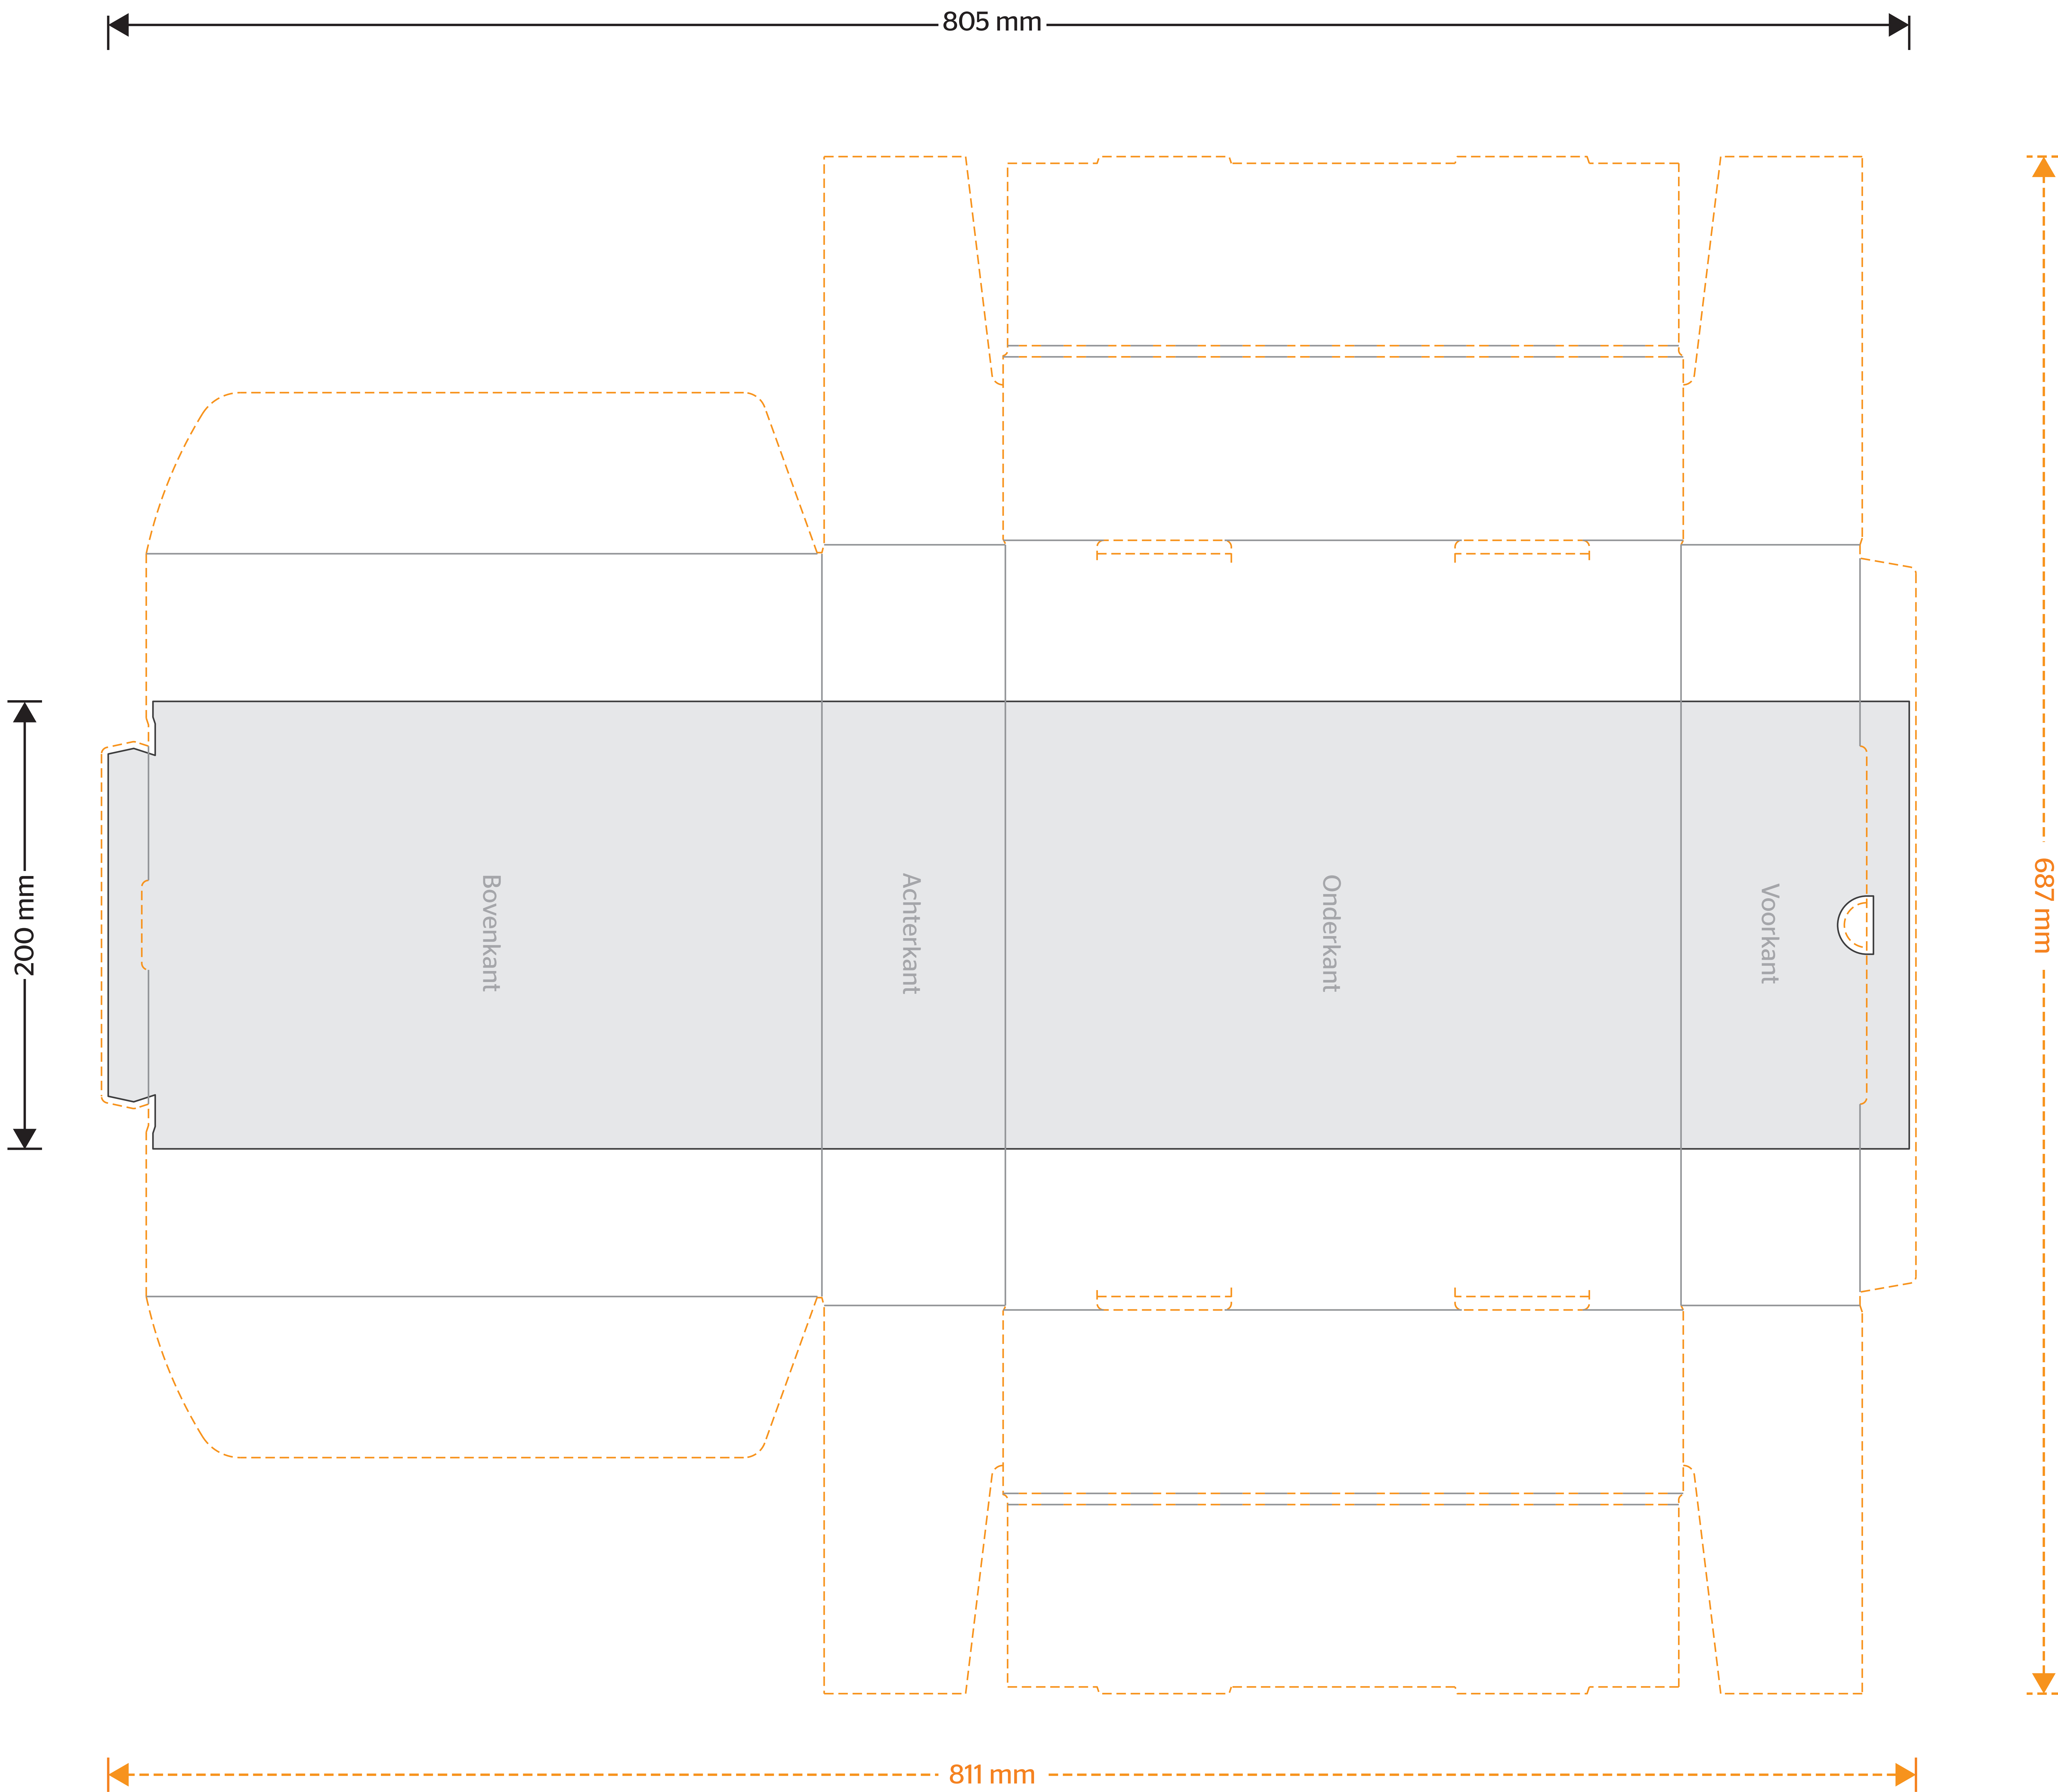 805 mm
687 mm
200 mm
Bovenkant
Achterkant
Onderkant
Voorkant
811 mm